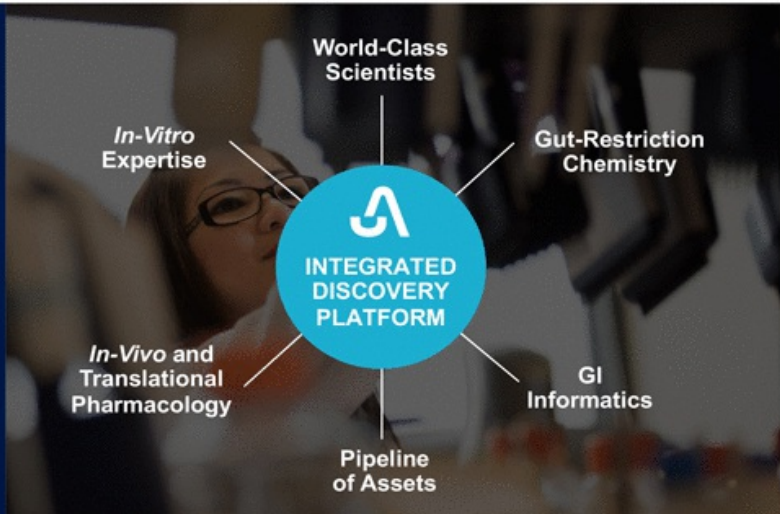 World-Class
Scientists
In-Vitro
Expertise
Gut-Restriction
Chemistry
INTEGRATED
DISCOVERY
PLATFORM
In-Vivo and
Translational
Pharmacology
GI
Informatics
Pipeline
of Assets